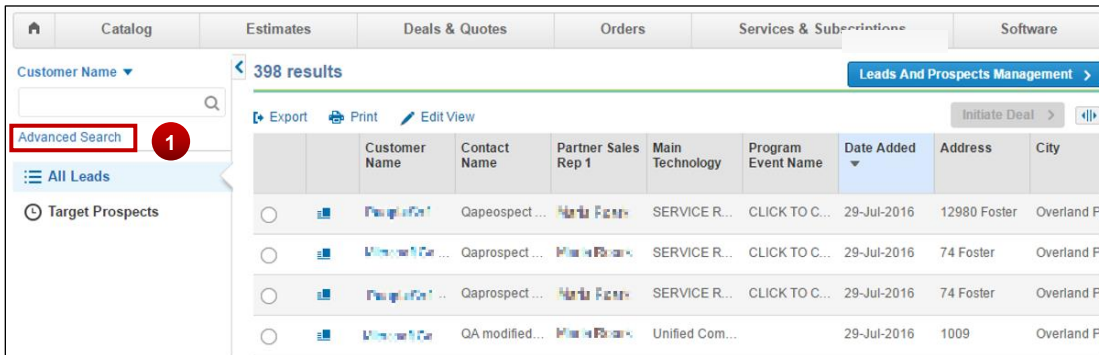 Catalog Estimates Deals & Quotes Orders Services & Subscriptions Software
Customer Name
398 results
Leads And Prospects Management
Advanced Search
1
Export Print Edit View
Initiate Deal
All Leads
Target Prospects
Customer Name Contact Name Partner Sales Rep 1 Main Technology Program Event Name Date Added Address City
Qapeospect ... SERVICE R... CLICK TO C... 29-Jul-2016 12980 Foster Overland P
... Qaprospect ... SERVICE R... CLICK TO C... 29-Jul-2016 74 Foster Overland P
.. Qaprospect ... SERVICE R... CLICK TO C... 29-Jul-2016 74 Foster Overland P
QA modified... Unified Com... 29-Jul-2016 1009 Overland P